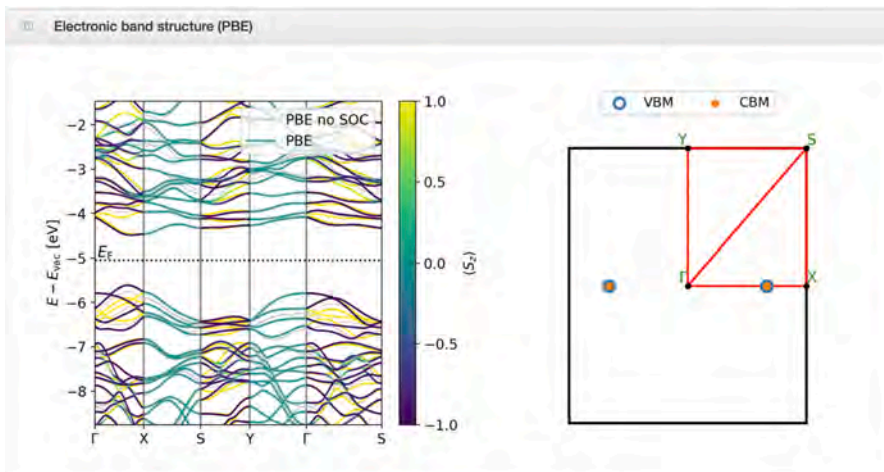 Electronic band structure (PBE)
PBE no SOC
PBE
E_F
E − E_vac [eV]
−2
−3
−4
−5
−6
−7
−8
Γ X S Y Γ S
1.0
0.5
0.0
−0.5
−1.0
⟨S_z⟩
VBM CBM
Y S
Γ X